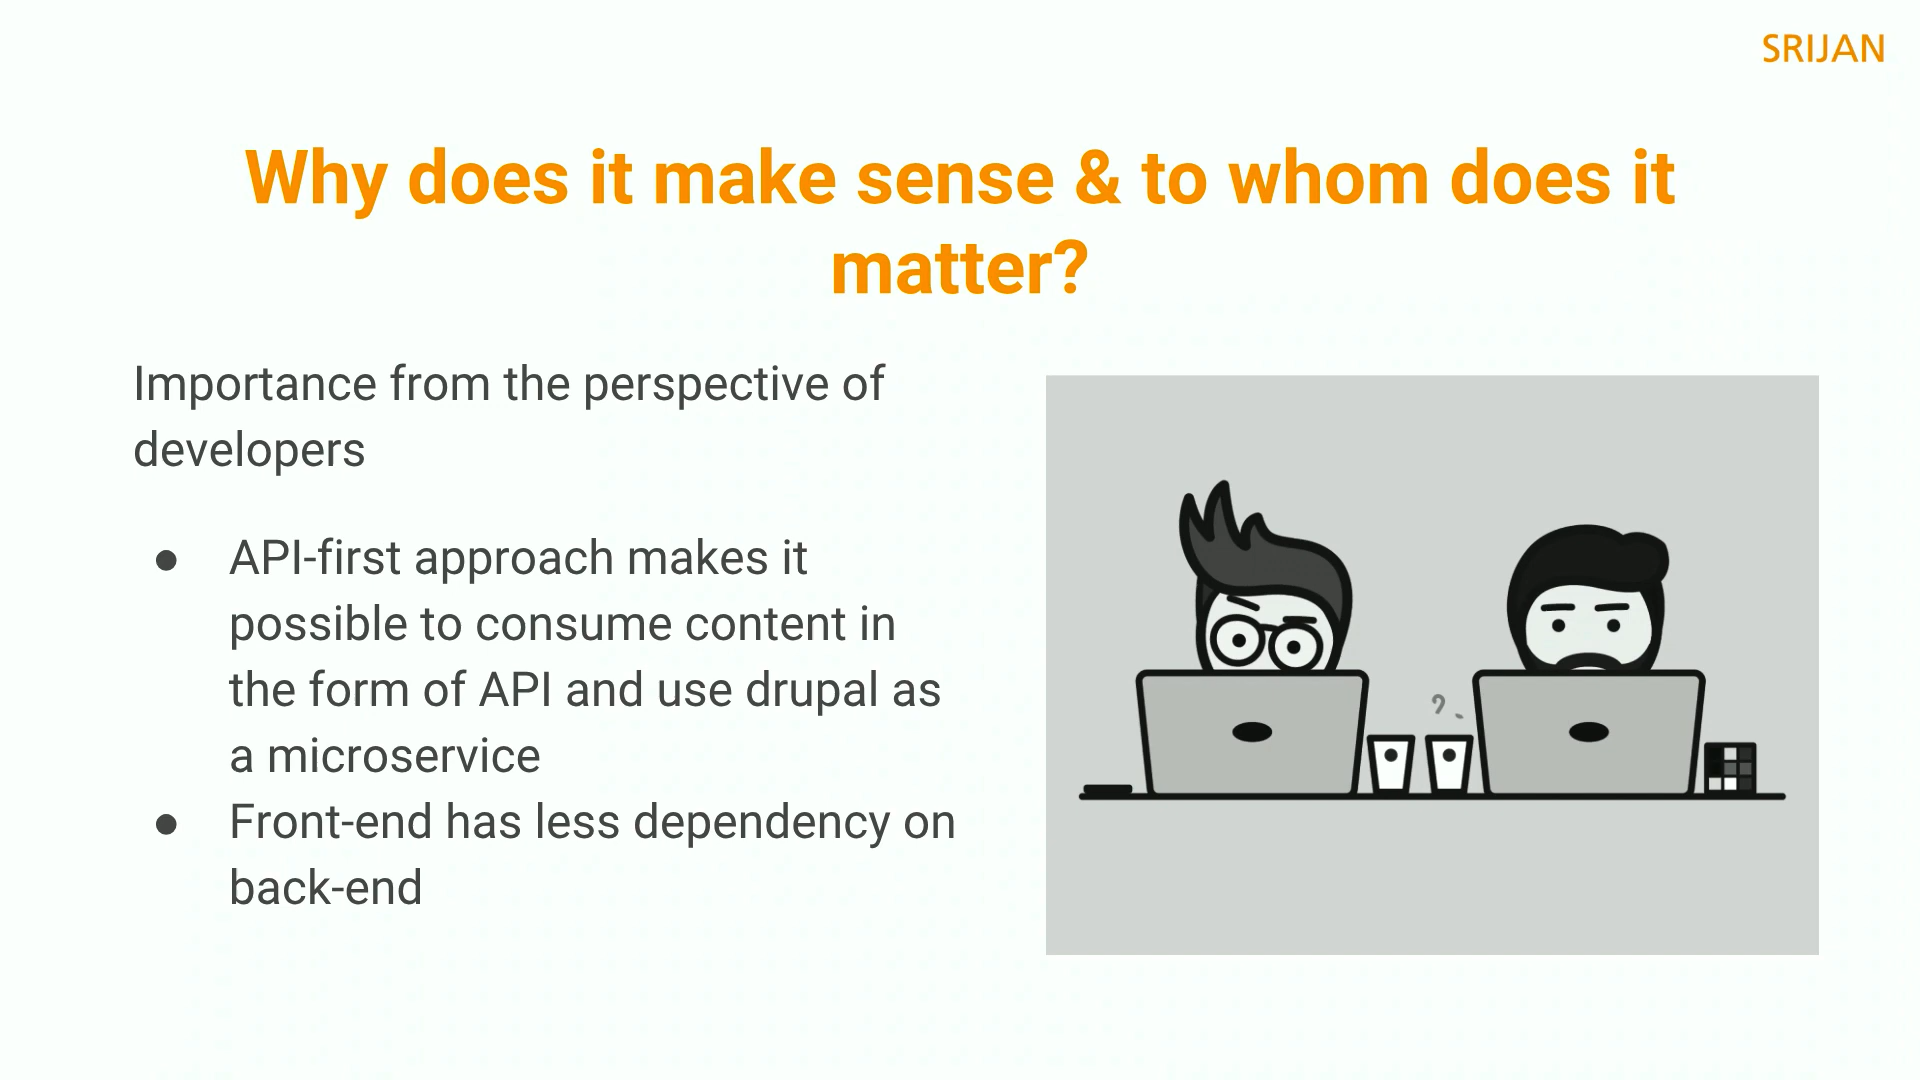 SRIJAN
Why does it make sense & to whom does it
matter?
Importance from the perspective of
developers
● API-first approach makes it
possible to consume content in
the form of API and use drupal as
a microservice
● Front-end has less dependency on
back-end